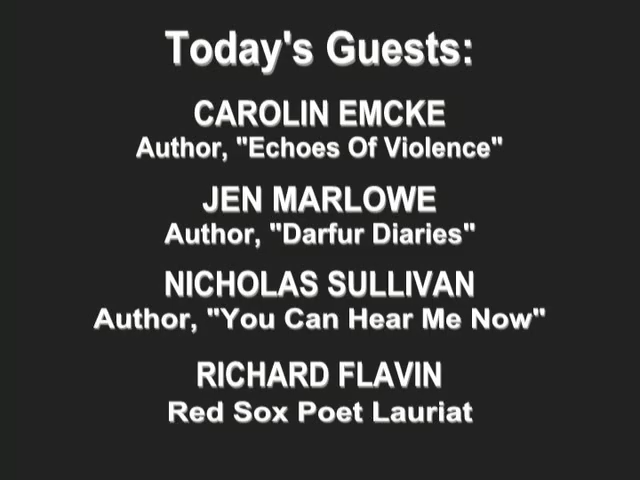 Today's Guests:
CAROLIN EMCKE
Author, "Echoes Of Violence"
JEN MARLOWE
Author, "Darfur Diaries"
NICHOLAS SULLIVAN
Author, "You Can Hear Me Now"
RICHARD FLAVIN
Red Sox Poet Lauriat